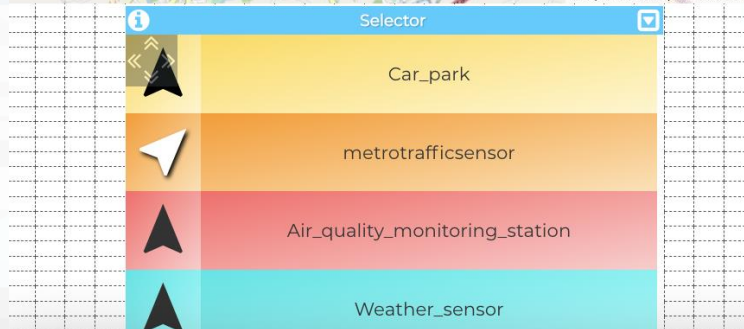 Selector
Car_park
metrotrafficsensor
Air_quality_monitoring_station
Weather_sensor